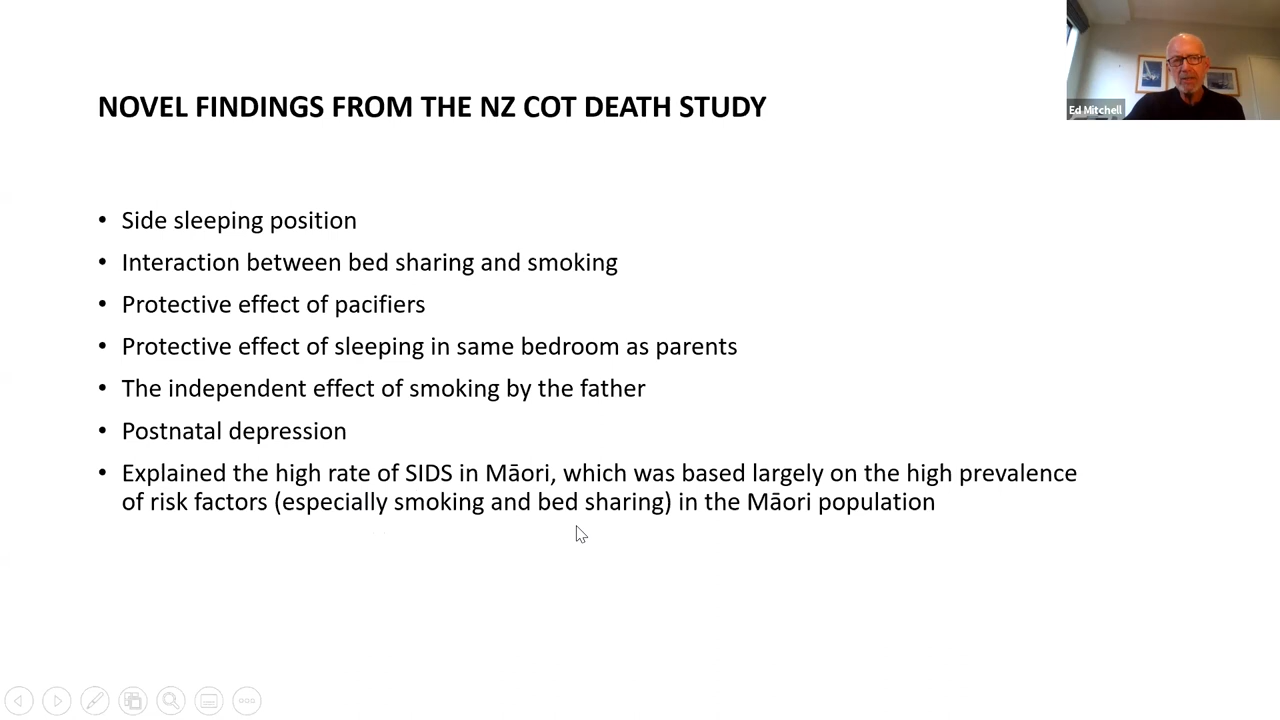 Ed Mitchell
NOVEL FINDINGS FROM THE NZ COT DEATH STUDY
• Side sleeping position
• Interaction between bed sharing and smoking
• Protective effect of pacifiers
• Protective effect of sleeping in same bedroom as parents
• The independent effect of smoking by the father
• Postnatal depression
• Explained the high rate of SIDS in Māori, which was based largely on the high prevalence
of risk factors (especially smoking and bed sharing) in the Māori population